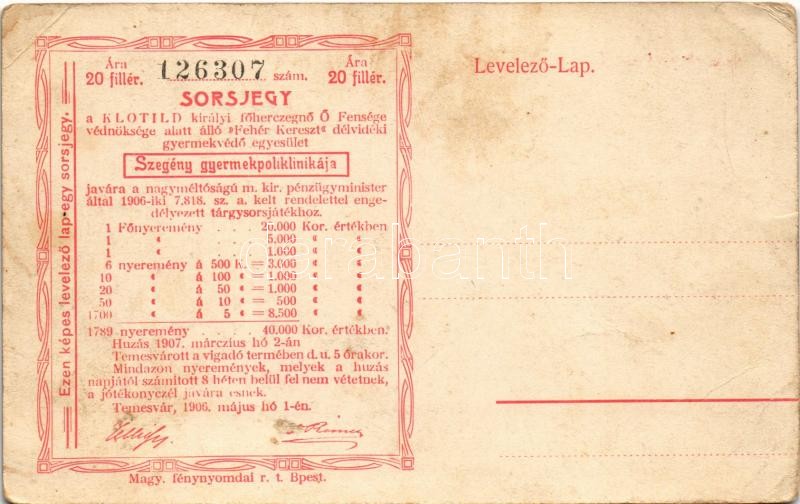 Ára 126307 Ára
20 fillér. szám. 20 fillér.
SORSJEGY
a KLOTILD királyi főherczegnő Ő Fensége
védnöksége alatt álló »Fehér Kereszt« délvidéki
gyermekvédő egyesület
Szegény gyermekpoliklinikája
javára a nagyméltóságú m. kir. pénzügyminister
által 1906-iki 7.818. sz. a. kelt rendelettel enge-
délyezett tárgysorsjátékhoz.
1 Főnyeremény . . . 20.000 Kor. értékben
1 « . . . 5.000 « «
1 « . . . 1.000 « «
6 nyeremény á 500 K. = 3.000 « «
10 « á 100 « = 1.000 « «
20 « á 50 « = 1.000 « «
50 « á 10 « = 500 « «
1700 « á 5 « = 8.500 « «
1789 nyeremény . . . 40.000 Kor. értékben.
Huzás 1907. márczius hó 2-án
Temesvárott a vigadó termében d. u. 5 órakor.
Mindazon nyeremények, melyek a huzás
napjától számított 8 héten belül fel nem vétetnek,
a jótékonyczél javára esnek.
Temesvár, 1906. május hó 1-én.
Magy. fénynyomdai r. t. Bpest.
Ezen képes levelező lap egy sorsjegy.
Levelező-Lap.
darabanth